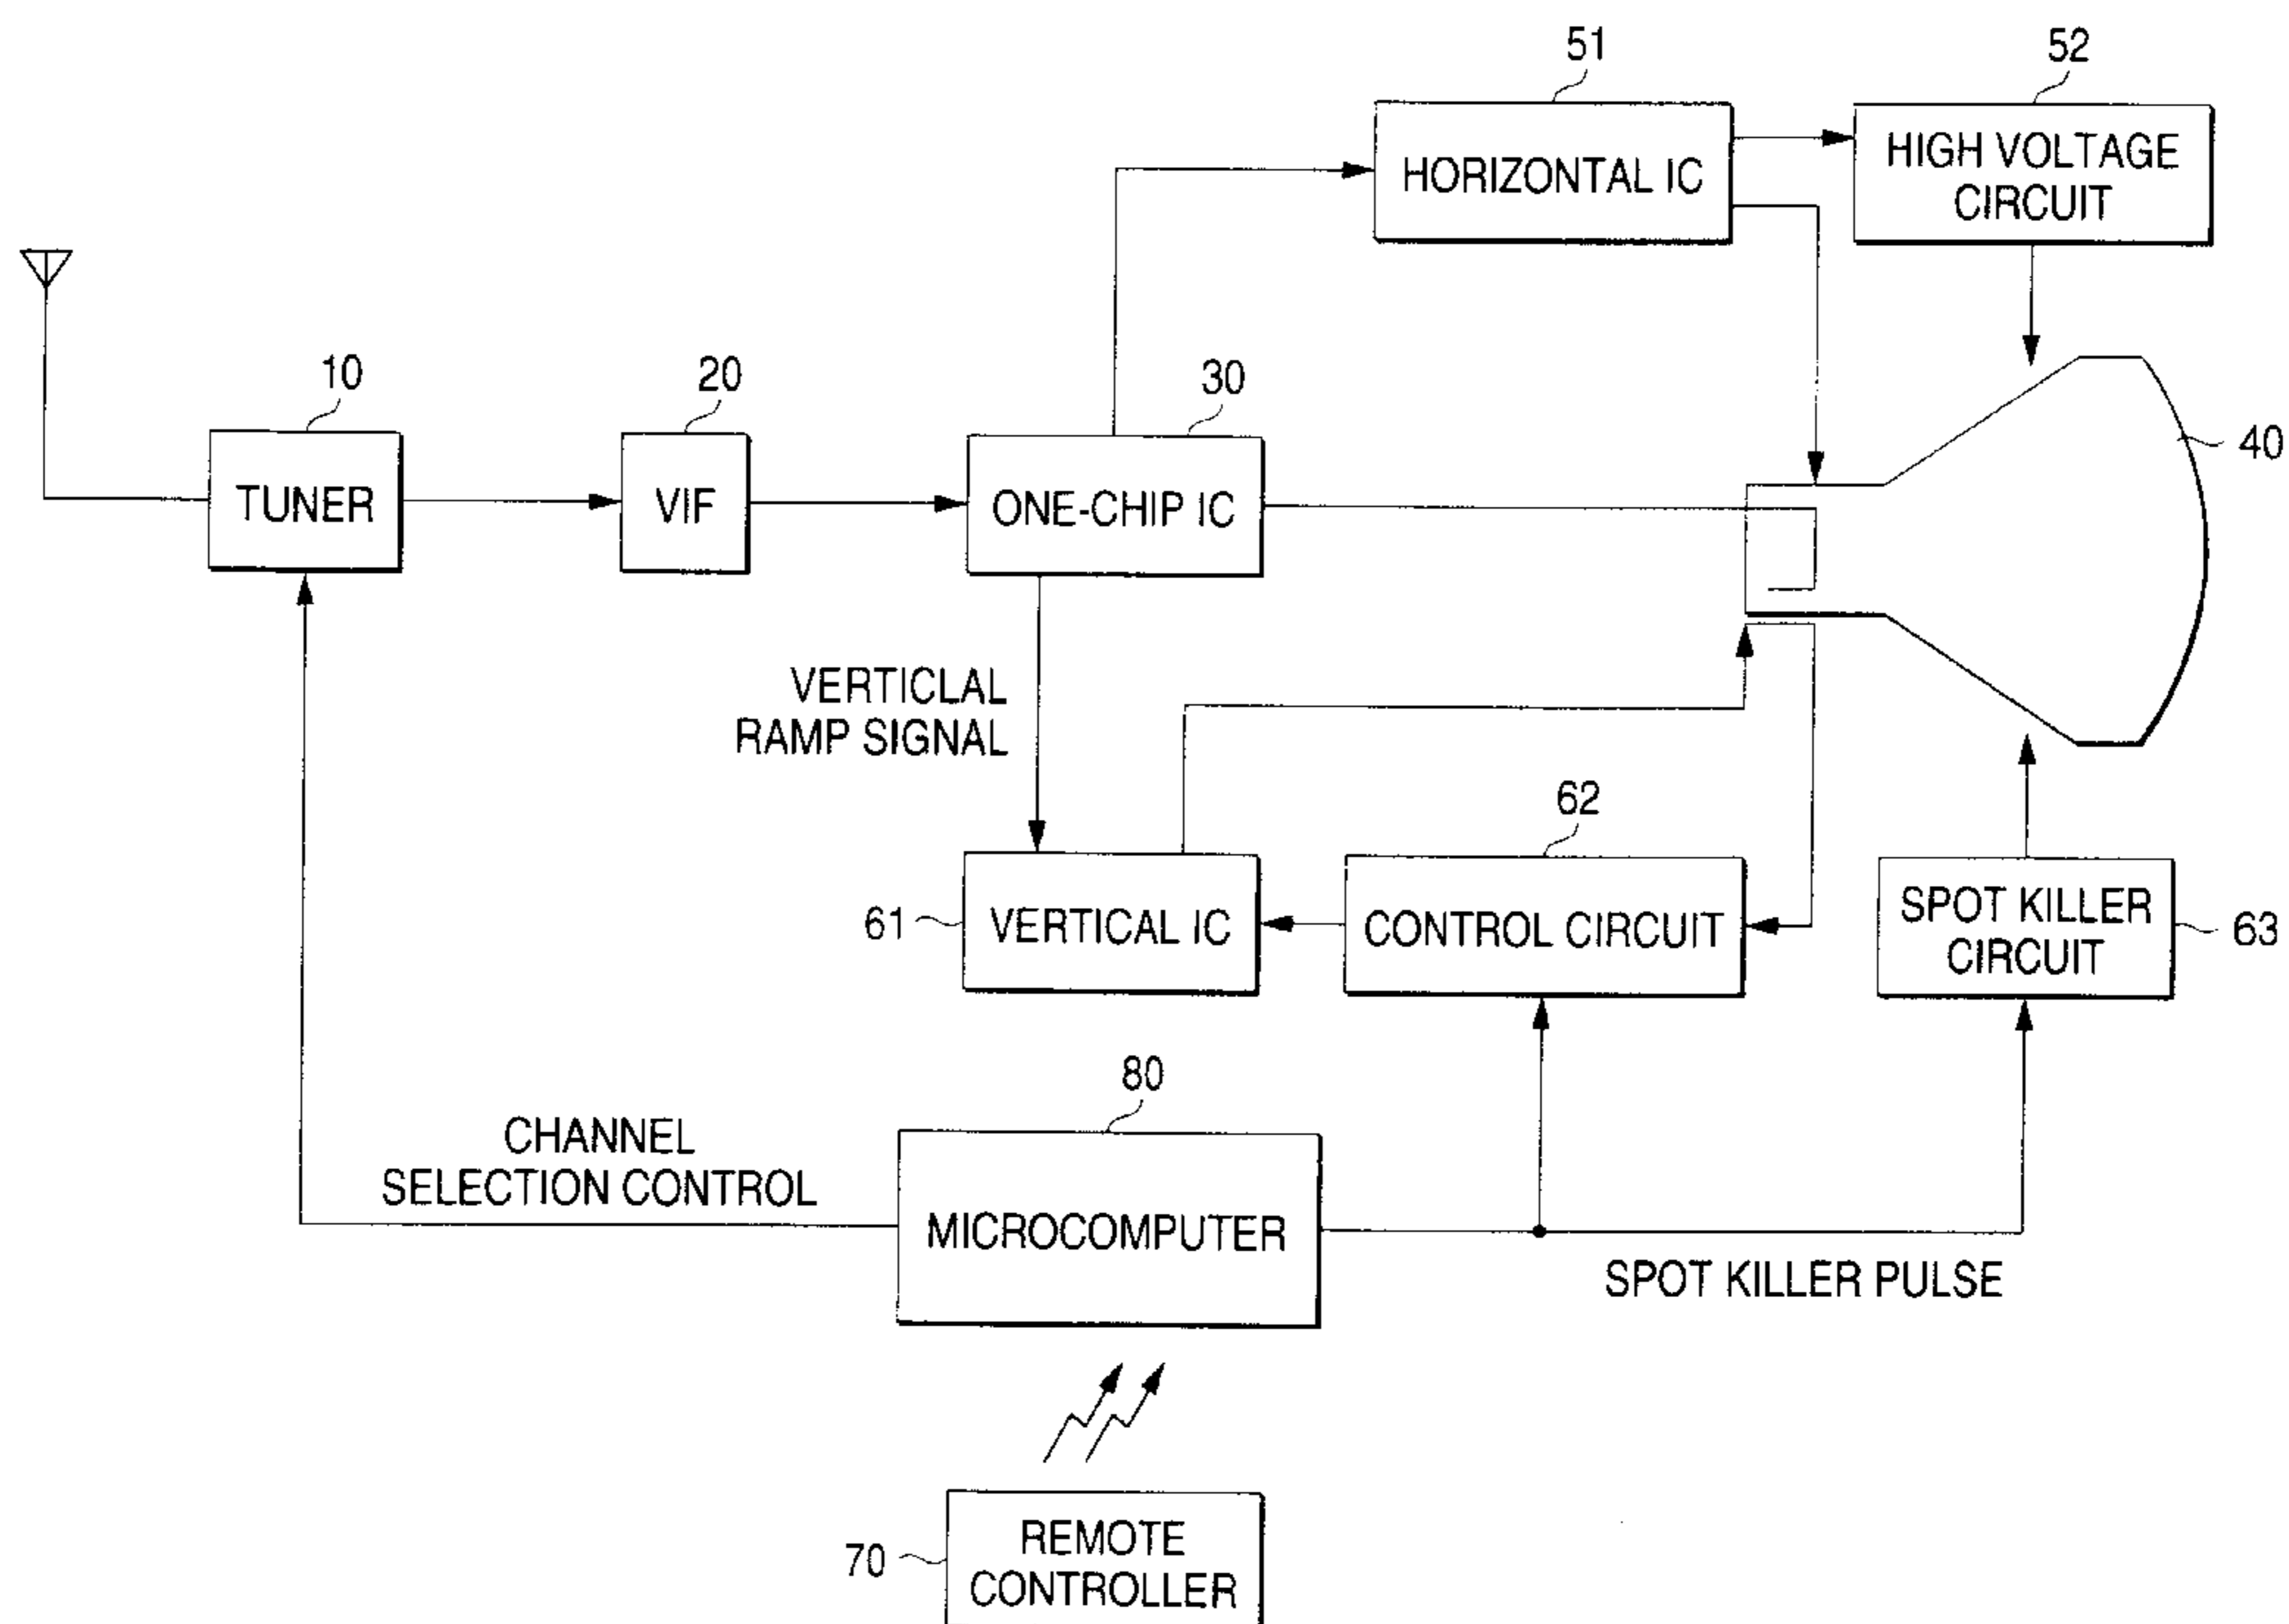 51
52
HORIZONTAL IC
HIGH VOLTAGE
CIRCUIT
10
20
30
40
TUNER
VIF
ONE-CHIP IC
VERTICLAL
RAMP SIGNAL
62
61
VERTICAL IC
CONTROL CIRCUIT
SPOT KILLER
CIRCUIT
63
80
CHANNEL
SELECTION CONTROL
MICROCOMPUTER
SPOT KILLER PULSE
70
REMOTE
CONTROLLER